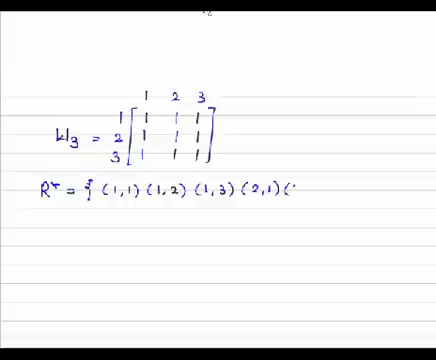 1 2 3
1 1 1 1
W3 = 2 1 1 1
3 1 1 1
R* = { (1,1) (1,2) (1,3) (2,1) (